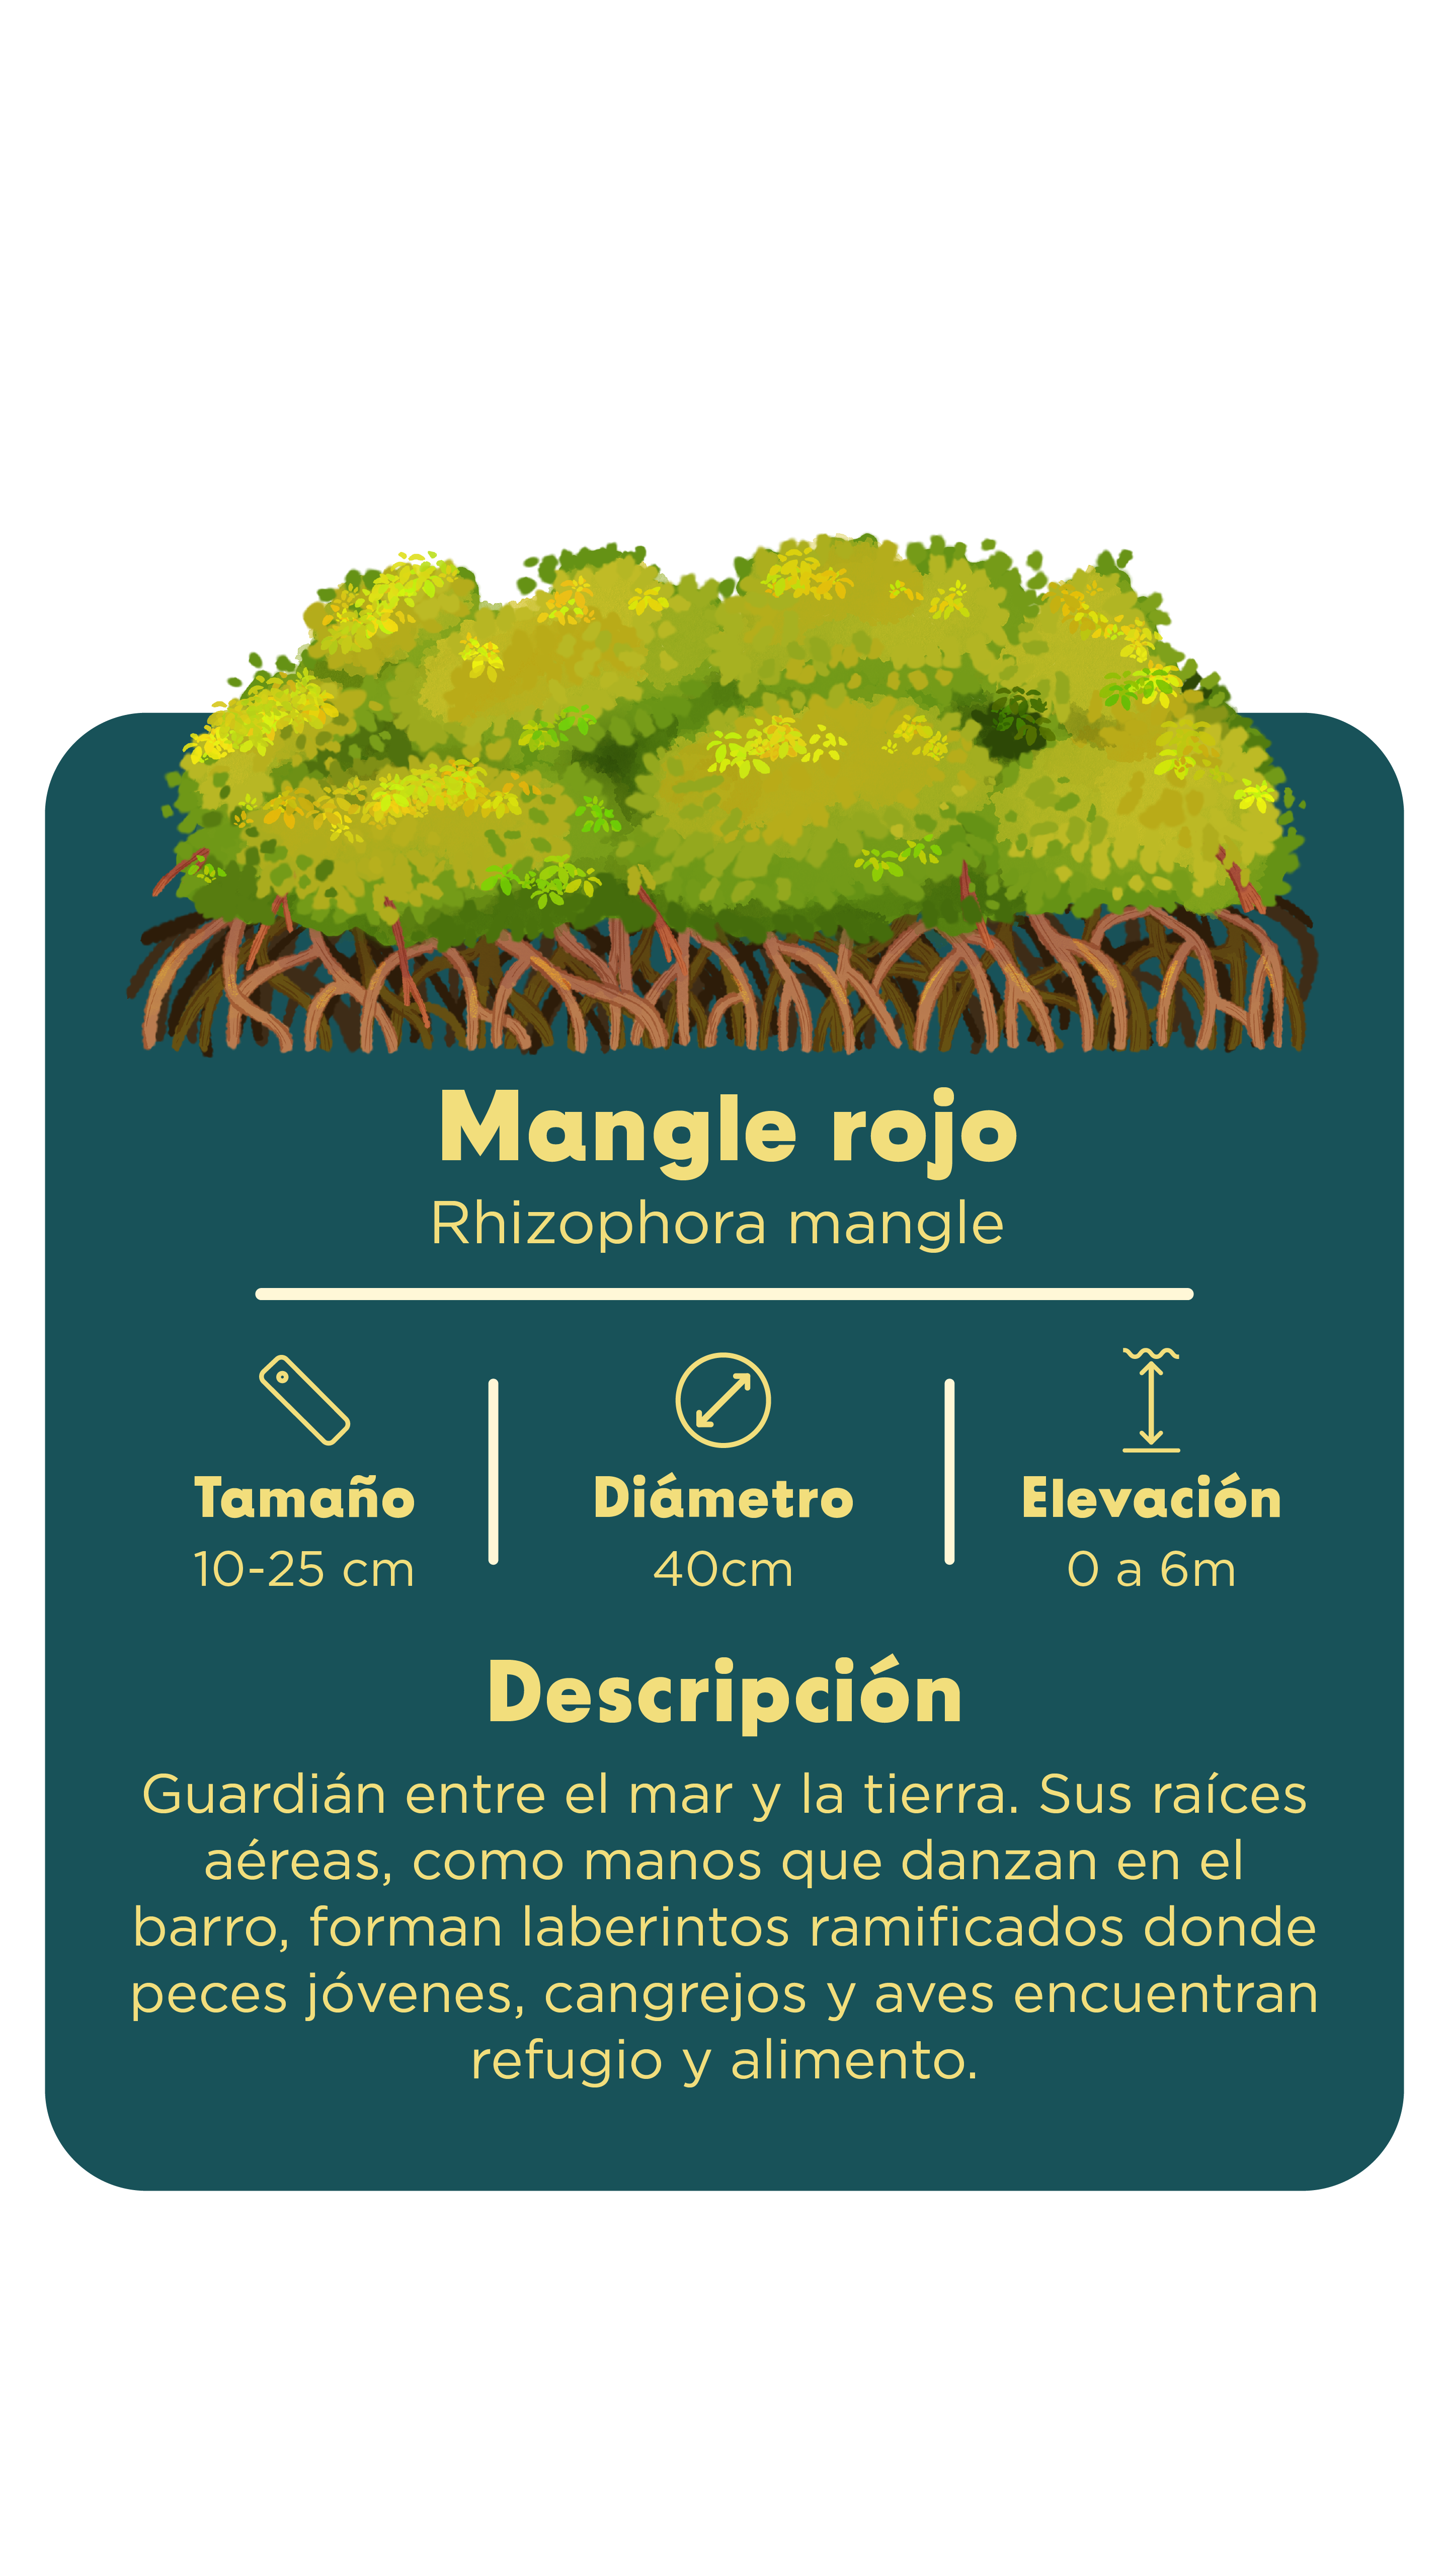 Mangle rojo
Rhizophora mangle
Tamaño
10-25 cm
Diámetro
40cm
Elevación
0 a 6m
Descripción
Guardián entre el mar y la tierra. Sus raíces
aéreas, como manos que danzan en el
barro, forman laberintos ramificados donde
peces jóvenes, cangrejos y aves encuentran
refugio y alimento.